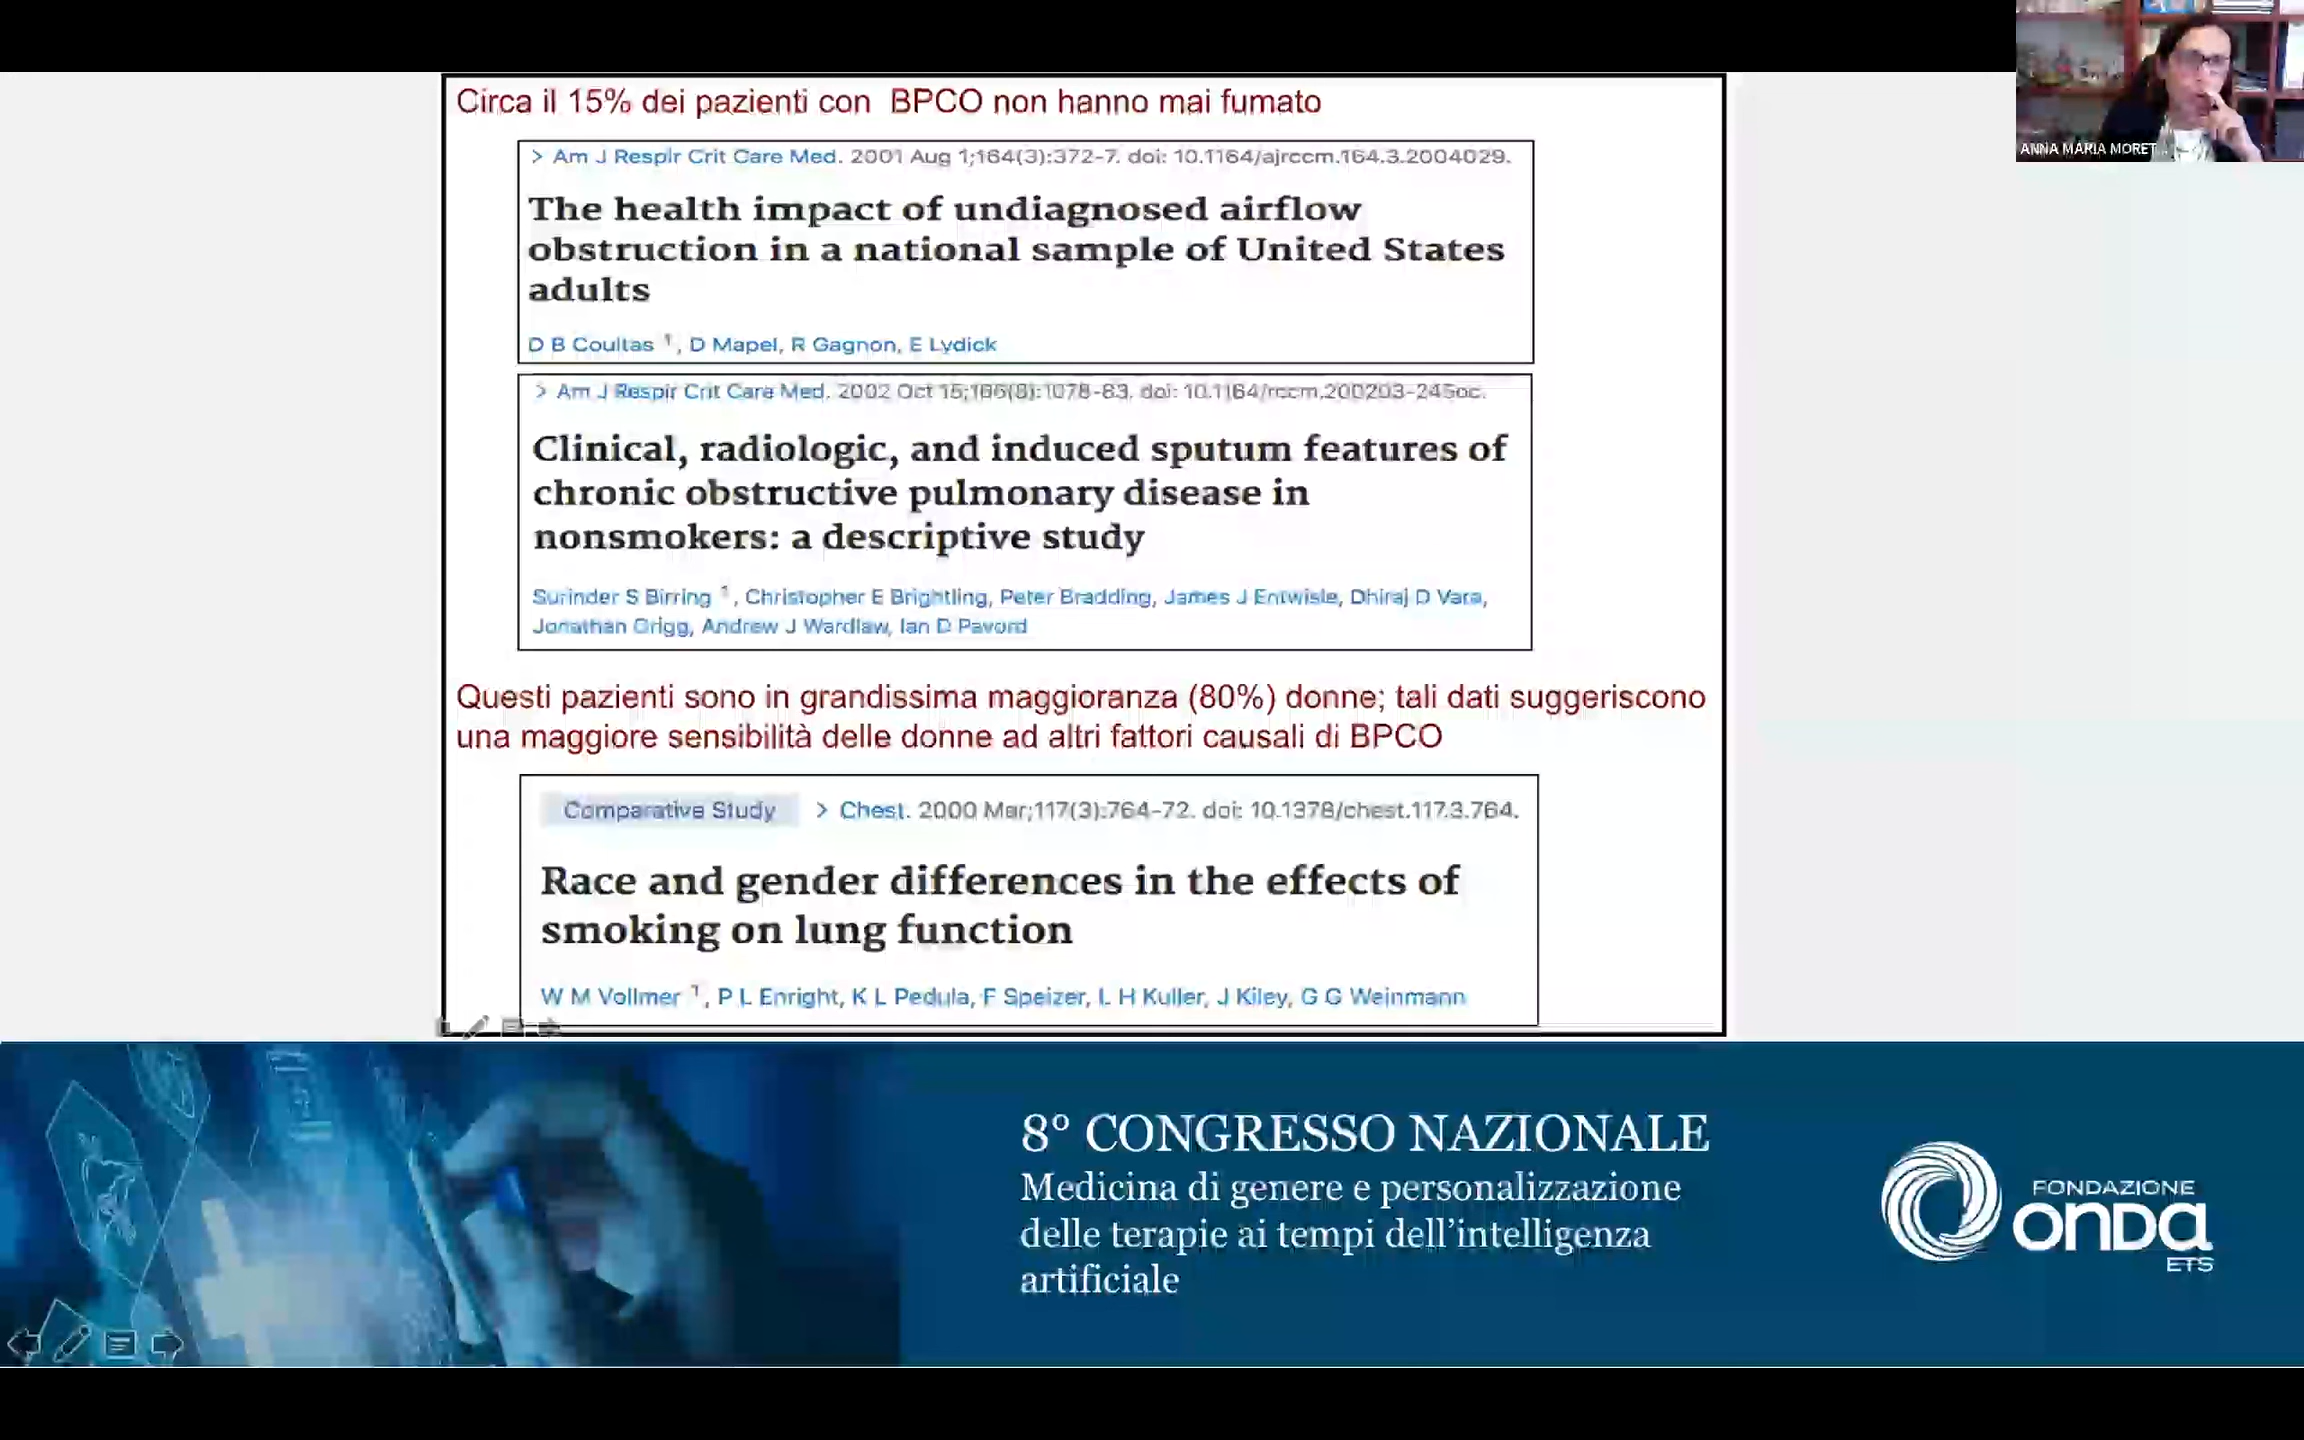 ANNA MARIA MORET
Circa il 15% dei pazienti con BPCO non hanno mai fumato
> Am J Respir Crit Care Med. 2001 Aug 1;164(3):372-7. doi: 10.1164/ajrccm.164.3.2004029.
The health impact of undiagnosed airflow
obstruction in a national sample of United States
adults
D B Coultas 1, D Mapel, R Gagnon, E Lydick
> Am J Respir Crit Care Med. 2002 Oct 15;166(8):1078-83. doi: 10.1164/rccm.200203-245oc.
Clinical, radiologic, and induced sputum features of
chronic obstructive pulmonary disease in
nonsmokers: a descriptive study
Surinder S Birring 1, Christopher E Brightling, Peter Bradding, James J Entwisle, Dhiraj D Vara,
Jonathan Grigg, Andrew J Wardlaw, Ian D Pavord
Questi pazienti sono in grandissima maggioranza (80%) donne; tali dati suggeriscono
una maggiore sensibilità delle donne ad altri fattori causali di BPCO
Comparative Study > Chest. 2000 Mar;117(3):764-72. doi: 10.1378/chest.117.3.764.
Race and gender differences in the effects of
smoking on lung function
W M Vollmer 1, P L Enright, K L Pedula, F Speizer, L H Kuller, J Kiley, G G Weinmann
8° CONGRESSO NAZIONALE
Medicina di genere e personalizzazione
delle terapie ai tempi dell'intelligenza
artificiale
FONDAZIONE
ONDA
ETS